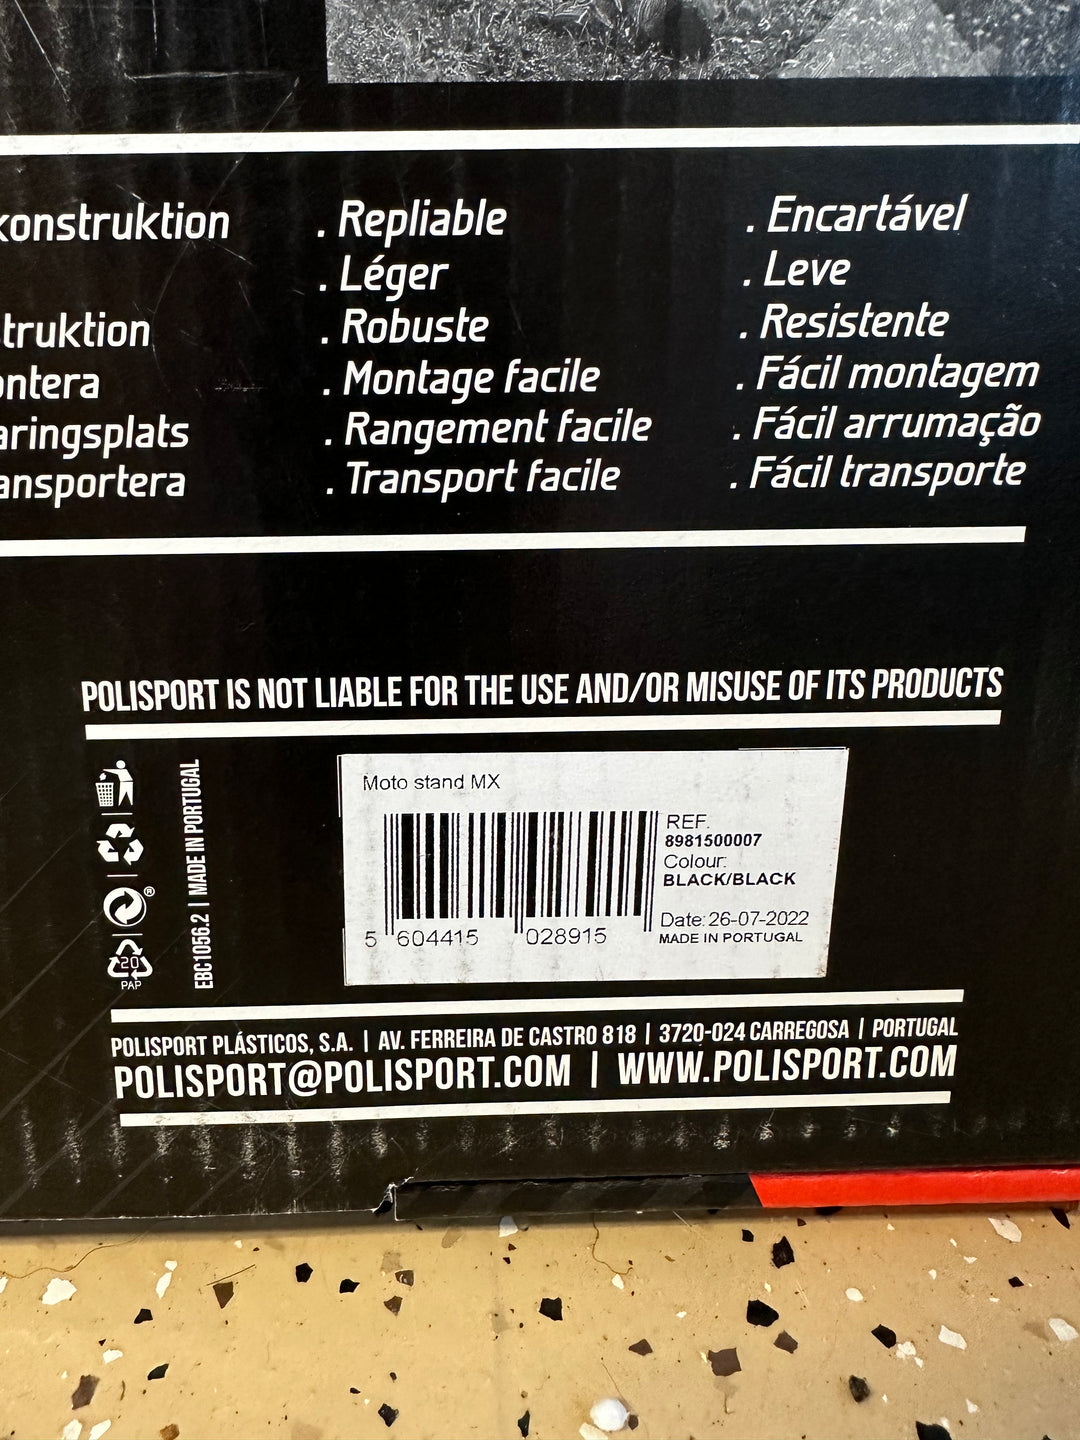 konstruktion
truktion
ontera
aringsplats
ansportera
. Repliable
. Léger
. Robuste
. Montage facile
. Rangement facile
. Transport facile
. Encartável
. Leve
. Resistente
. Fácil montagem
. Fácil arrumação
. Fácil transporte
POLISPORT IS NOT LIABLE FOR THE USE AND/OR MISUSE OF ITS PRODUCTS
20
PAP
®
EBC1056.2 | MADE IN PORTUGAL
Moto stand MX
5 604415 028915
REF.
8981500007
Colour:
BLACK/BLACK
Date: 26-07-2022
MADE IN PORTUGAL
POLISPORT PLÁSTICOS, S.A. | AV. FERREIRA DE CASTRO 818 | 3720-024 CARREGOSA | PORTUGAL
POLISPORT@POLISPORT.COM | WWW.POLISPORT.COM